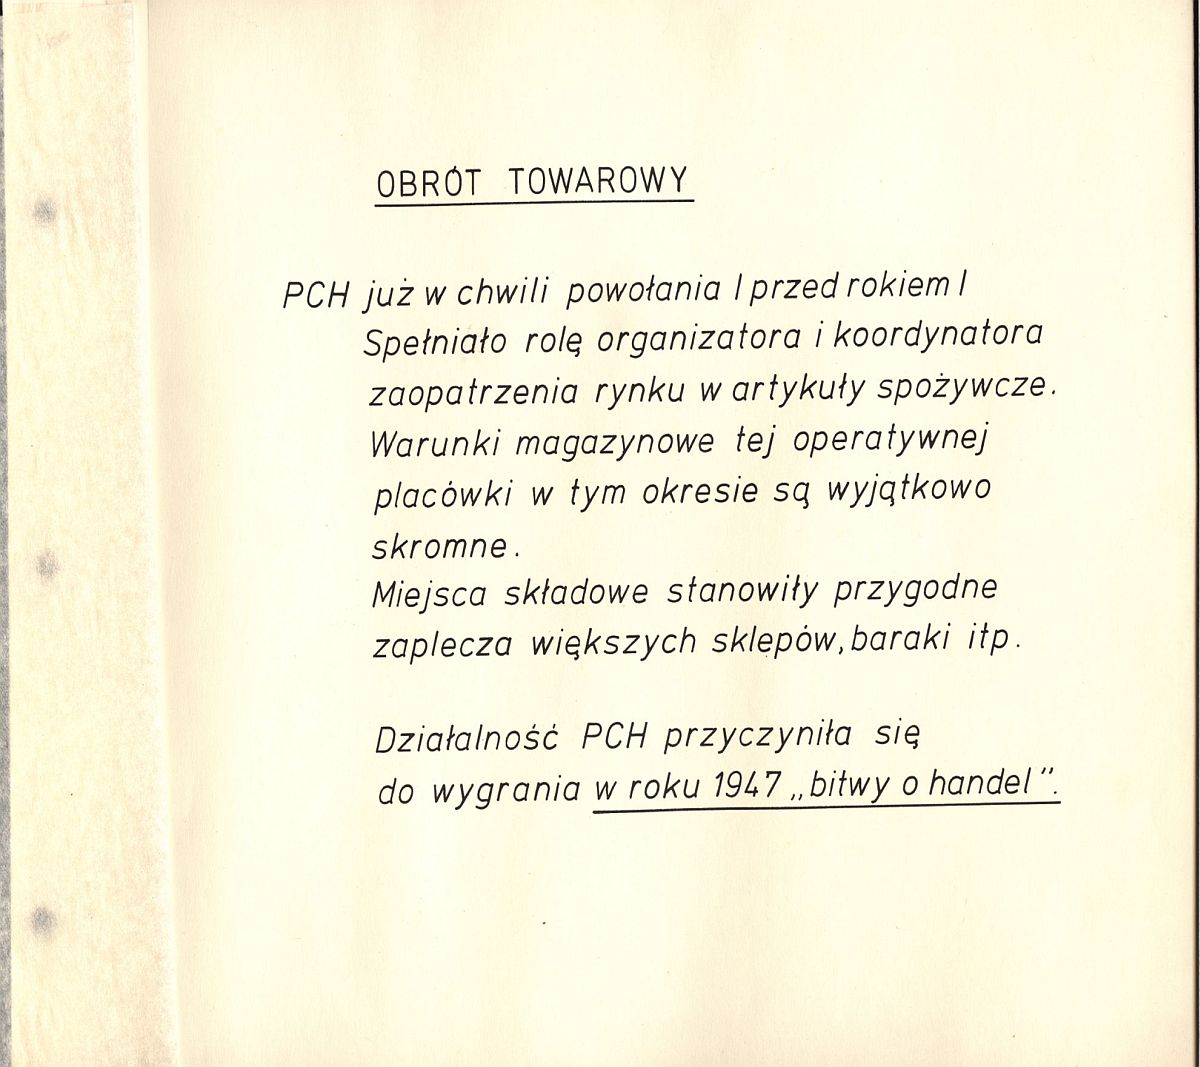 OBRÓT TOWAROWY
PCH już w chwili powołania / przed rokiem /
Spełniało rolę organizatora i koordynatora
zaopatrzenia rynku w artykuły spożywcze.
Warunki magazynowe tej operatywnej
placówki w tym okresie są wyjątkowo
skromne.
Miejsca składowe stanowiły przygodne
zaplecza większych sklepów, baraki itp.
Działalność PCH przyczyniła się
do wygrania w roku 1947 „bitwy o handel".